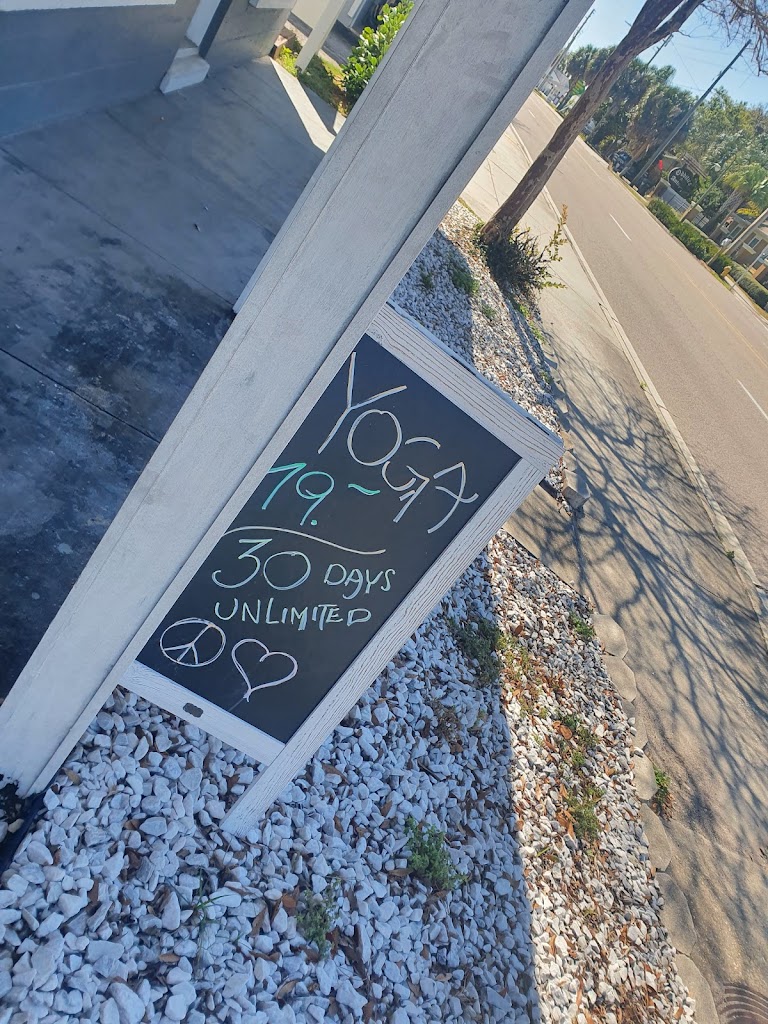 YOGA
79.~
30 DAYS
UNLIMITED